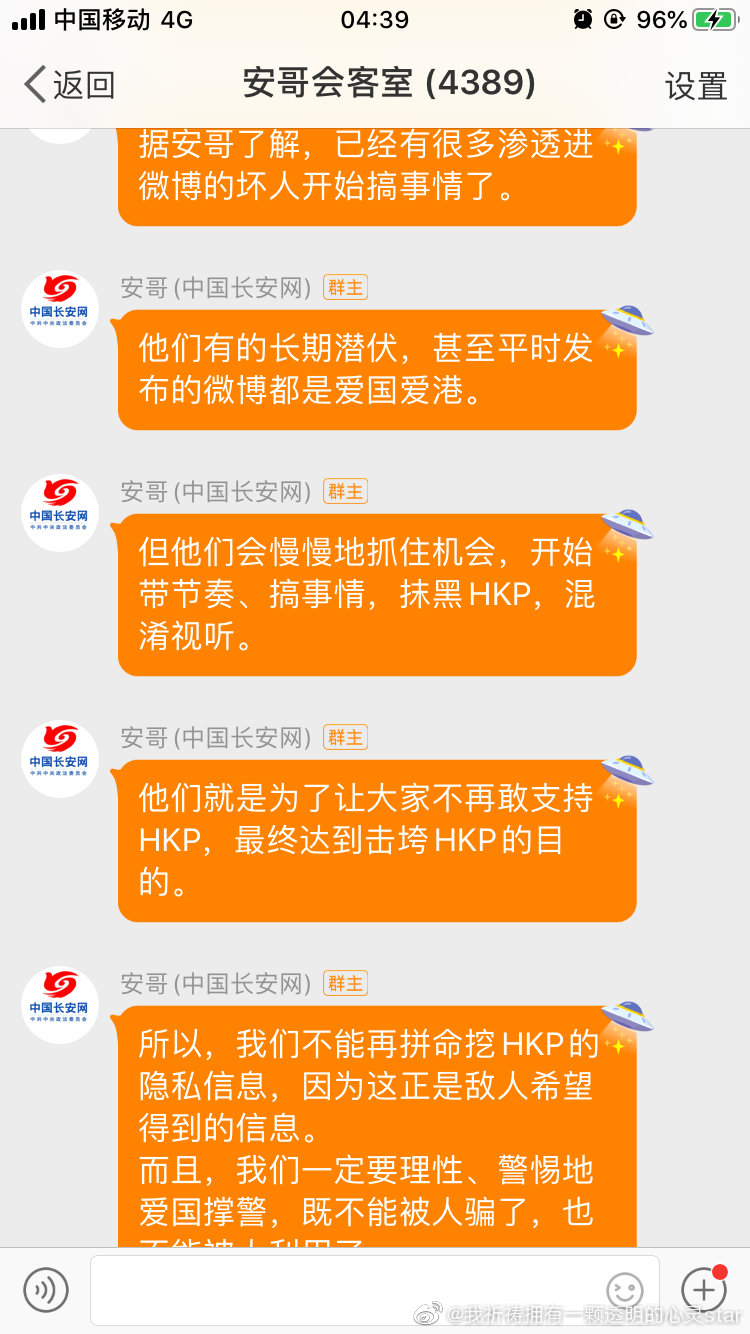 中国移动 4G 04:39 96%
返回 安哥会客室 (4389) 设置
据安哥了解，已经有很多渗透进
微博的坏人开始搞事情了。
安哥(中国长安网) 群主
中国长安网
中共中央政法委员会
他们有的长期潜伏，甚至平时发
布的微博都是爱国爱港。
安哥(中国长安网) 群主
中国长安网
中共中央政法委员会
但他们会慢慢地抓住机会，开始
带节奏、搞事情，抹黑HKP，混
淆视听。
安哥(中国长安网) 群主
中国长安网
中共中央政法委员会
他们就是为了让大家不再敢支持
HKP，最终达到击垮HKP的目
的。
安哥(中国长安网) 群主
中国长安网
中共中央政法委员会
所以，我们不能再拼命挖HKP的
隐私信息，因为这正是敌人希望
得到的信息。
而且，我们一定要理性、警惕地
爱国撑警，既不能被人骗了，也
不能被人利用了
@我祈祷拥有一颗透明的心灵star